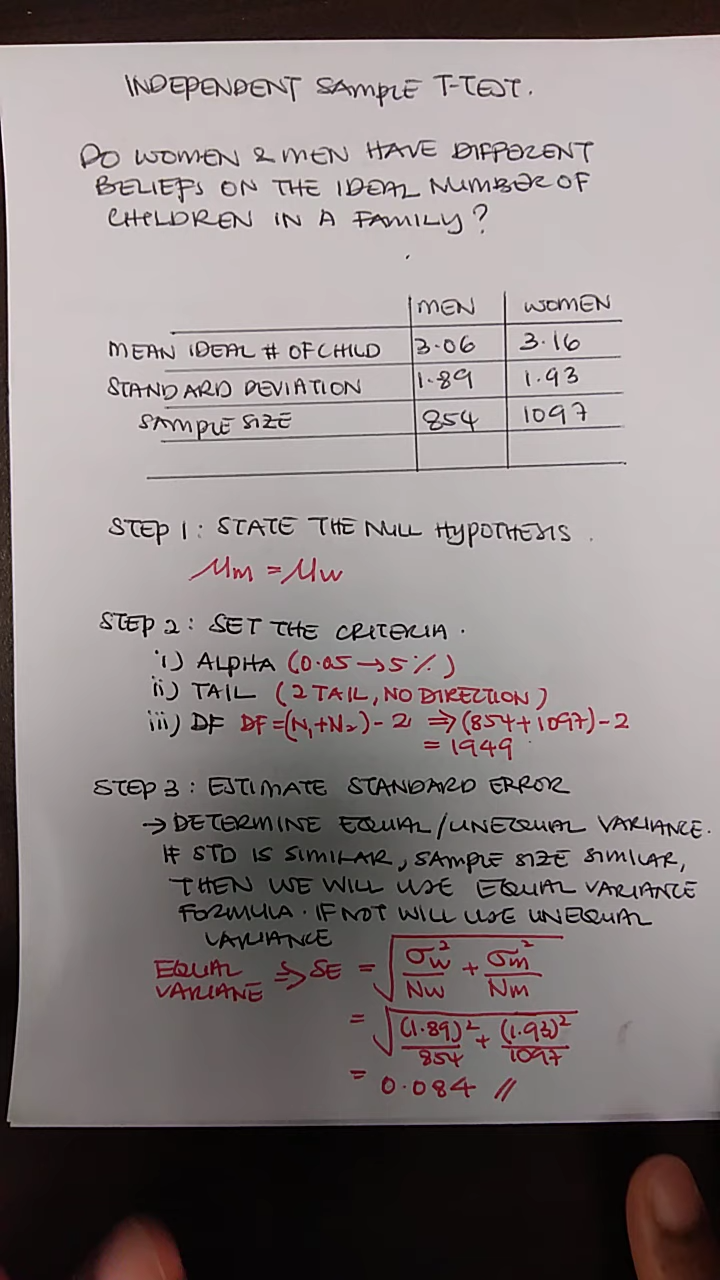 INDEPENDENT SAMPLE T-TEST.
DO WOMEN & MEN HAVE DIFFERENT
BELIEFS ON THE IDEAL NUMBER OF
CHILDREN IN A FAMILY?
MEN WOMEN
MEAN IDEAL # OF CHILD 3.06 3.16
STANDARD DEVIATION 1.89 1.93
SAMPLE SIZE 854 1097
STEP 1: STATE THE NULL HYPOTHESIS.
μm = μw
STEP 2: SET THE CRITERIA.
i) ALPHA (0.05 → 5%)
ii) TAIL (2 TAIL, NO DIRECTION)
iii) DF DF = (N₁+N₂) - 2 ⇒ (854+1097) - 2
= 1949
STEP 3: ESTIMATE STANDARD ERROR
→ DETERMINE EQUAL/UNEQUAL VARIANCE.
IF STD IS SIMILAR, SAMPLE SIZE SIMILAR,
THEN WE WILL USE EQUAL VARIANCE
FORMULA. IF NOT WILL USE UNEQUAL
VARIANCE
EQUAL VARIANE ⇒ SE = √(σw²/Nw + σm²/Nm)
= √((1.89)²/854 + (1.93)²/1097)
= 0.084 //